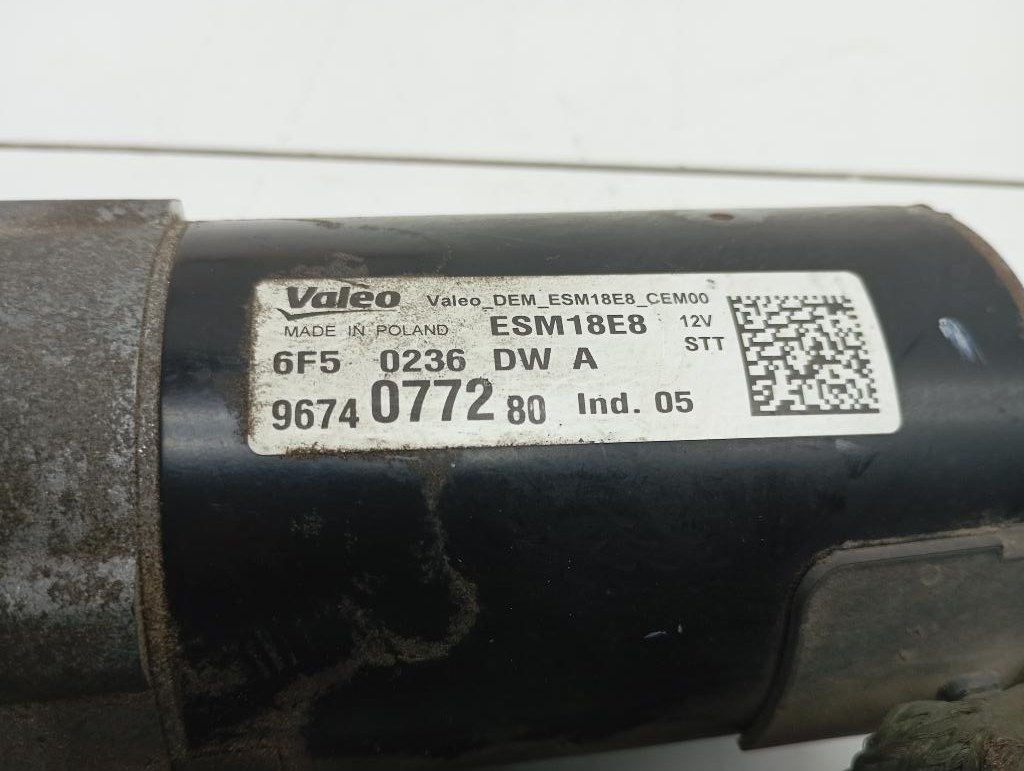 Valeo Valeo_DEM_ESM18E8_CEM00
MADE IN POLAND ESM18E8 12V
STT
6F5 0236 DW A
9674 0772 80 Ind. 05